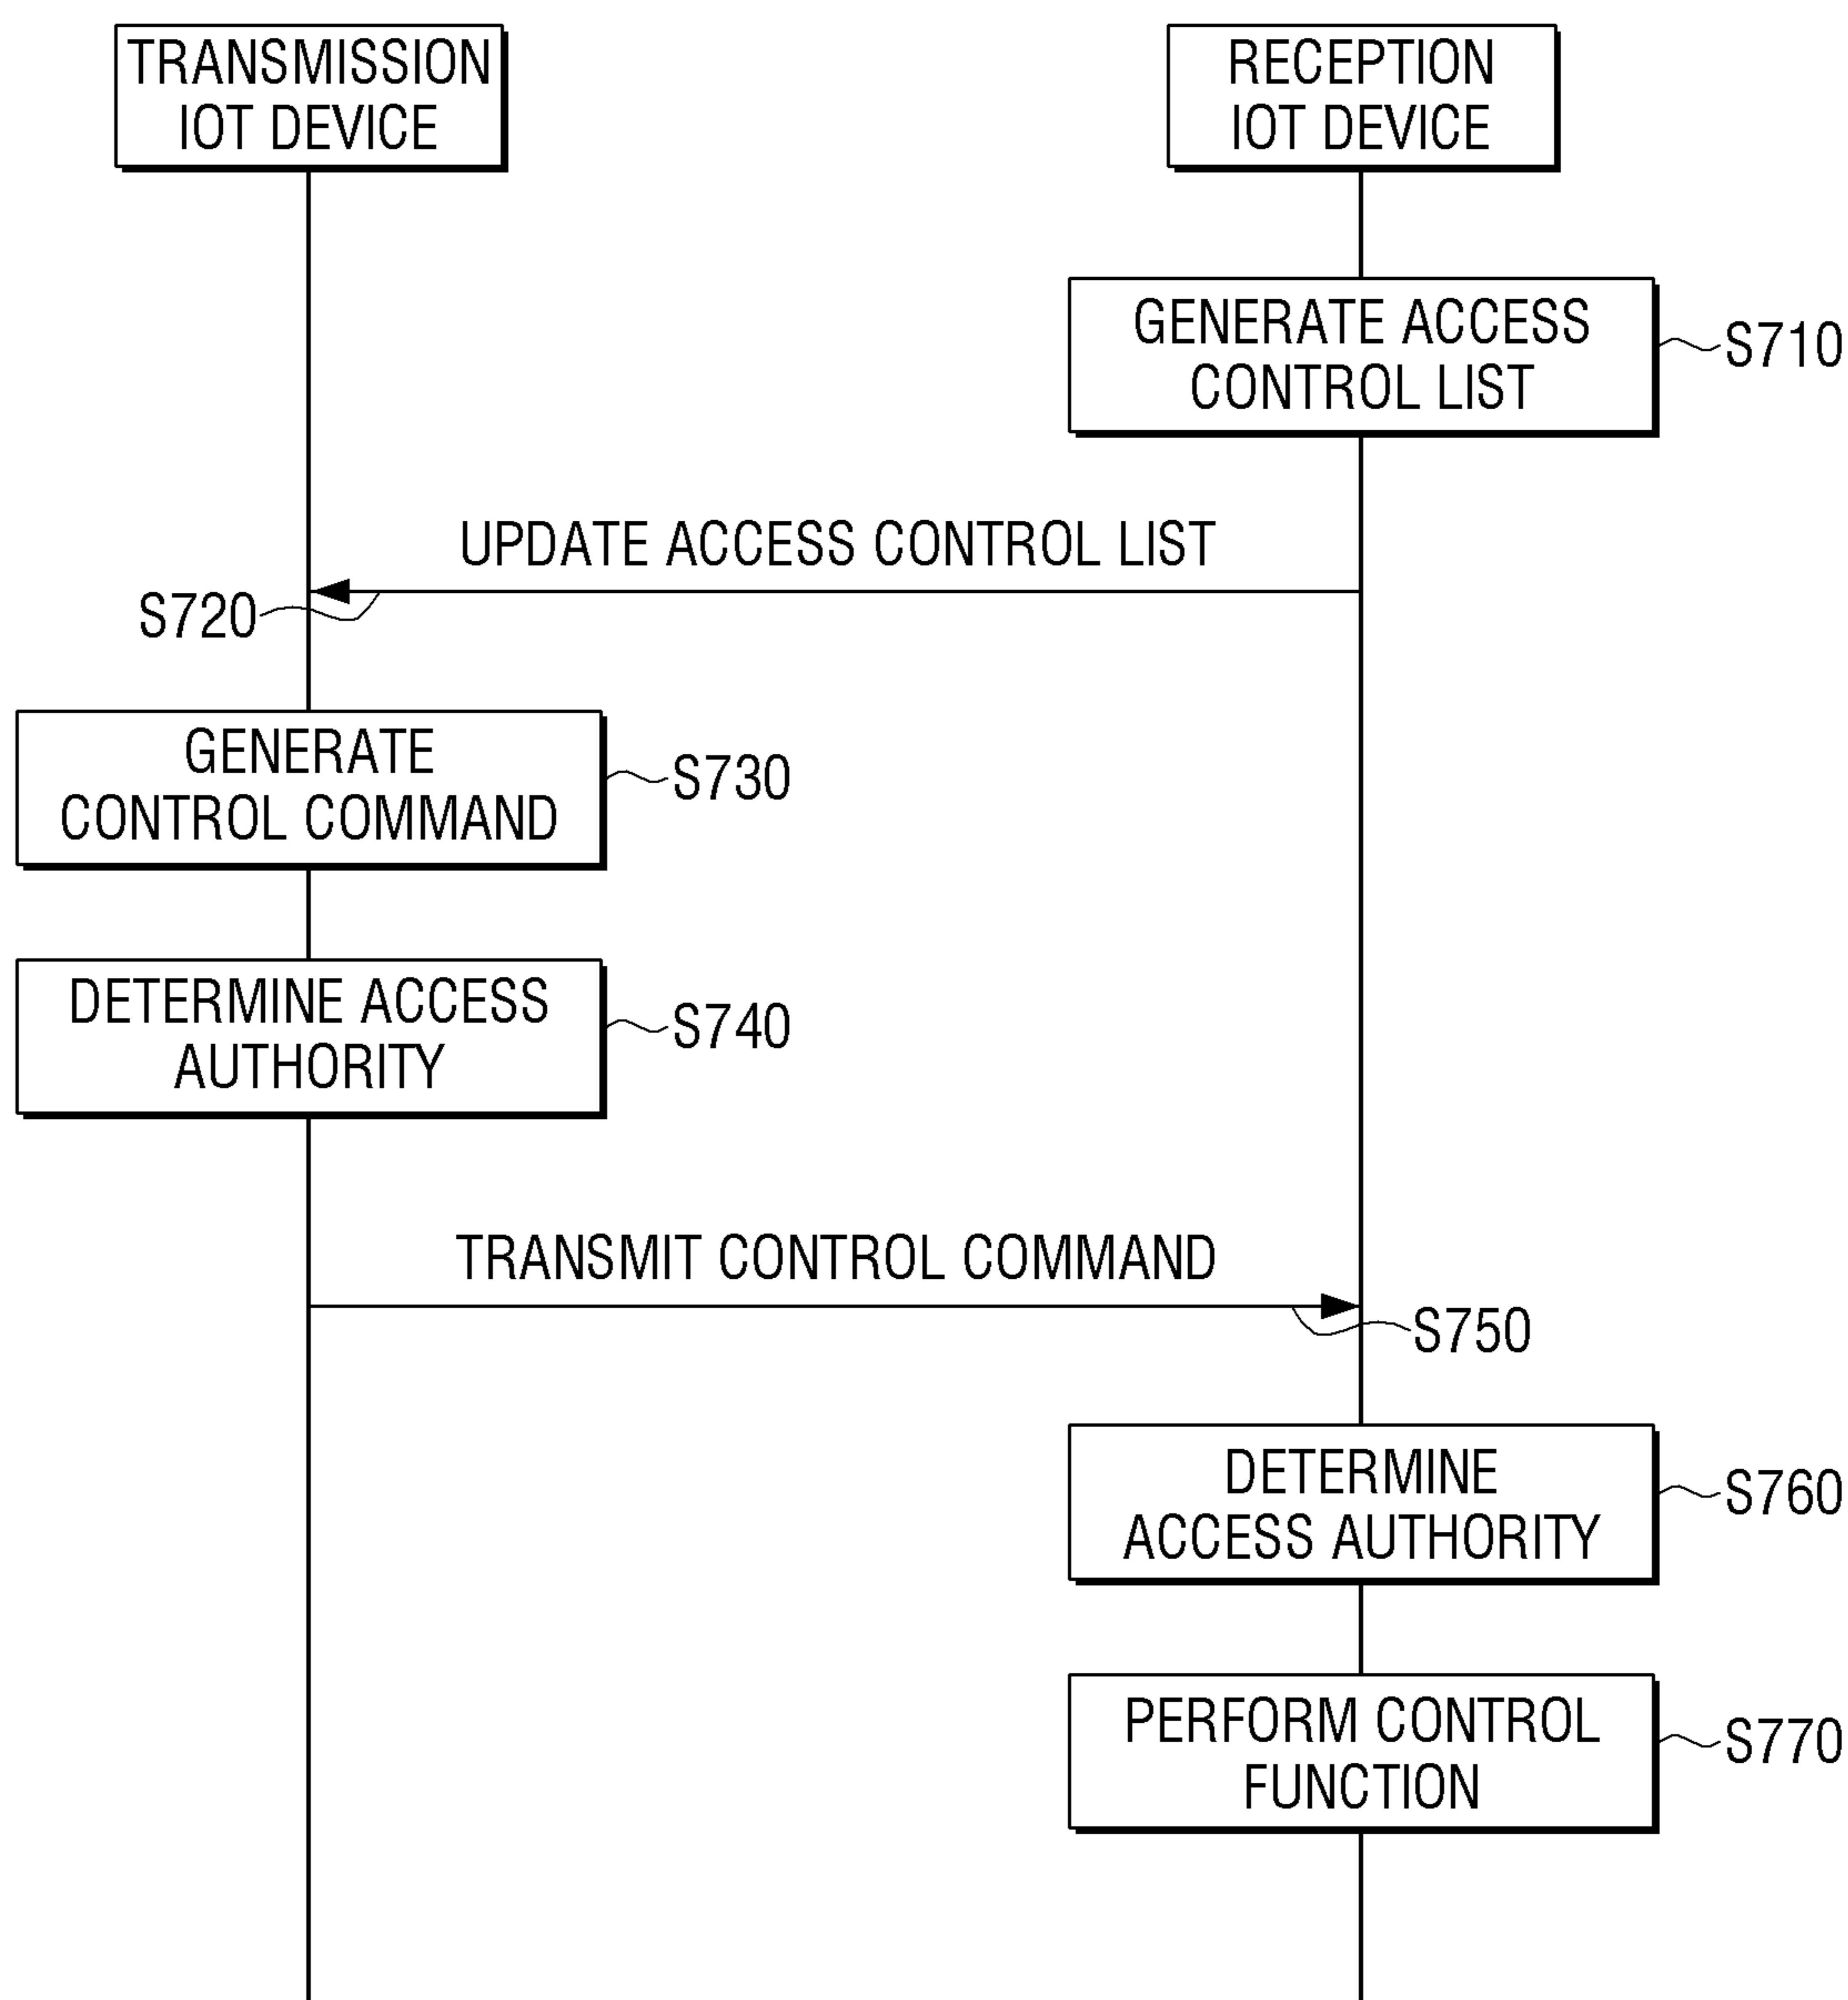 TRANSMISSION
IOT DEVICE
RECEPTION
IOT DEVICE
GENERATE ACCESS
CONTROL LIST
S710
UPDATE ACCESS CONTROL LIST
S720
GENERATE
CONTROL COMMAND
S730
DETERMINE ACCESS
AUTHORITY
S740
TRANSMIT CONTROL COMMAND
S750
DETERMINE
ACCESS AUTHORITY
S760
PERFORM CONTROL
FUNCTION
S770